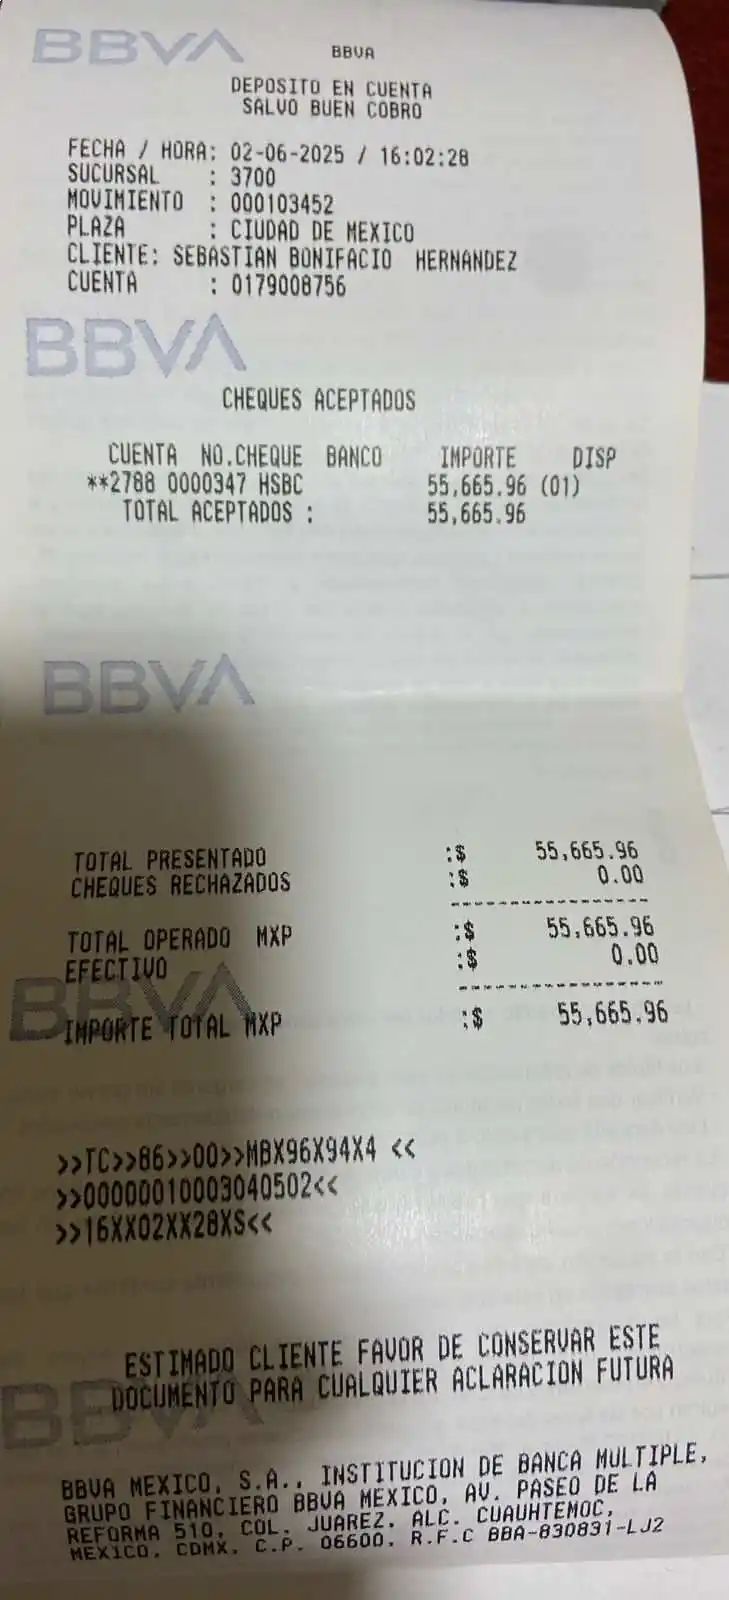 BBVA
BBVA
DEPOSITO EN CUENTA
SALVO BUEN COBRO
FECHA / HORA: 02-06-2025 / 16:02:28
SUCURSAL : 3700
MOVIMIENTO : 000103452
PLAZA : CIUDAD DE MEXICO
CLIENTE: SEBASTIAN BONIFACIO HERNANDEZ
CUENTA : 0179008756
BBVA
CHEQUES ACEPTADOS
CUENTA NO.CHEQUE BANCO IMPORTE DISP
**2788 0000347 HSBC 55,665.96 (01)
TOTAL ACEPTADOS : 55,665.96
BBVA
TOTAL PRESENTADO :$ 55,665.96
CHEQUES RECHAZADOS :$ 0.00
TOTAL OPERADO MXP :$ 55,665.96
EFECTIVO :$ 0.00
BBVA
IMPORTE TOTAL MXP :$ 55,665.96
>>TC>>86>>00>>MBX96X94X4 <<
>>00000010003040502<<
>>16XX02XX28XS<<
ESTIMADO CLIENTE FAVOR DE CONSERVAR ESTE
DOCUMENTO PARA CUALQUIER ACLARACION FUTURA
BBVA
BBVA MEXICO, S.A., INSTITUCION DE BANCA MULTIPLE,
GRUPO FINANCIERO BBVA MEXICO, AV. PASEO DE LA
REFORMA 510, COL. JUAREZ, ALC. CUAUHTEMOC,
MEXICO, CDMX. C.P. 06600. R.F.C BBA-830831-LJ2